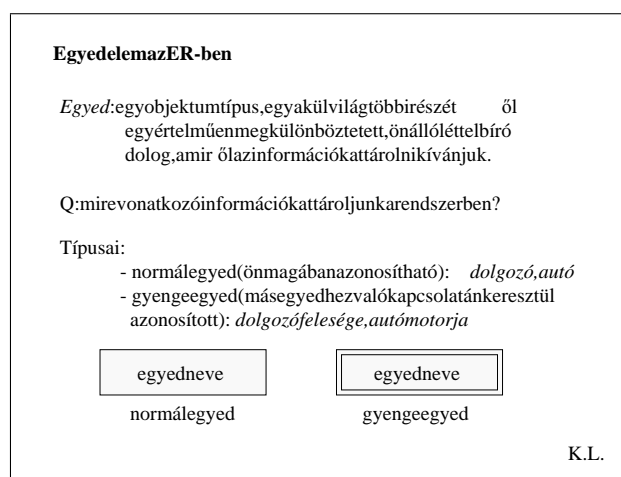 EgyedelemazER-ben
Egyed:egyobjektumtípus,egyakülvilágtöbbirészét ől
egyértelműenmegkülönböztetett,önállóléttelbíró
dolog,amir őlazinformációkattárolnikívánjuk.
Q:mirevonatkozóinformációkattároljunkarendszerben?
Típusai:
- normálegyed(önmagábanazonosítható): dolgozó,autó
- gyengeegyed(másegyedhezvalókapcsolatánkeresztül
azonosított): dolgozófelesége,autómotorja
egyedneve egyedneve
normálegyed gyengeegyed
K.L.